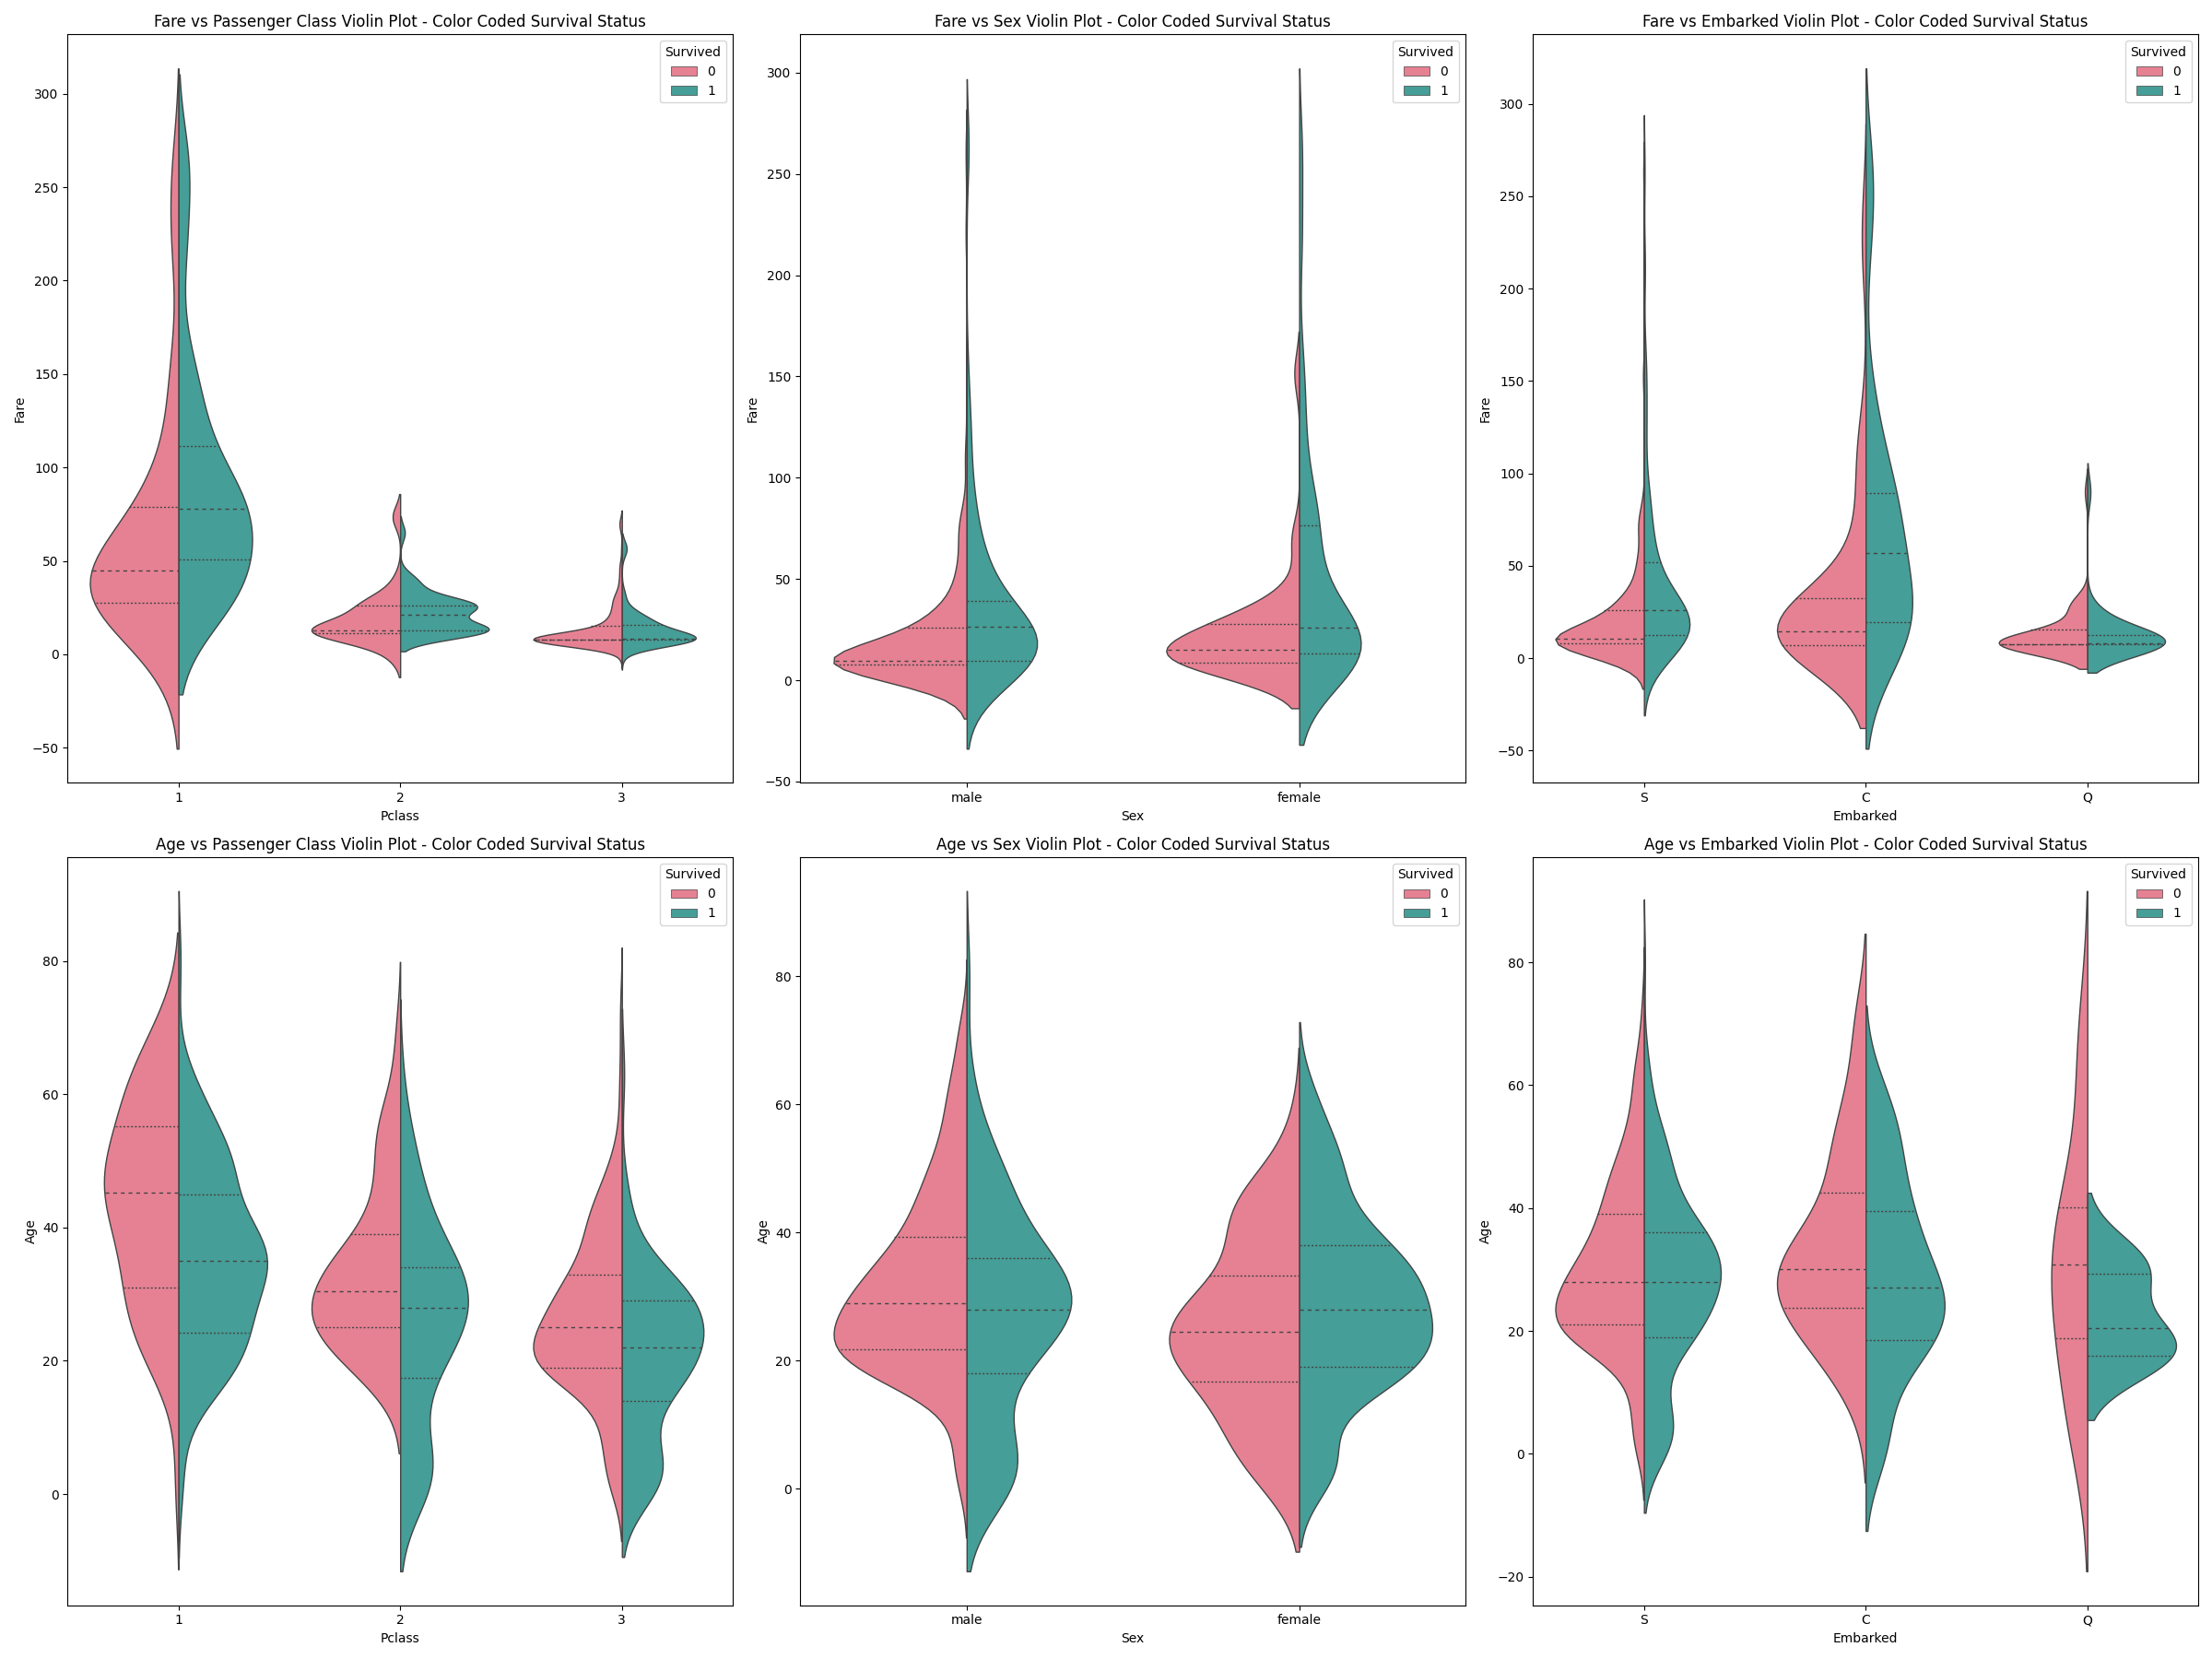 Fare vs Passenger Class Violin Plot - Color Coded Survival Status
Survived
0
1
300
250
200
150
100
50
0
−50
Fare
1 2 3
Pclass
Fare vs Sex Violin Plot - Color Coded Survival Status
Survived
0
1
300
250
200
150
100
50
0
−50
Fare
male female
Sex
Fare vs Embarked Violin Plot - Color Coded Survival Status
Survived
0
1
300
250
200
150
100
50
0
−50
Fare
S C Q
Embarked
Age vs Passenger Class Violin Plot - Color Coded Survival Status
Survived
0
1
80
60
40
20
0
Age
1 2 3
Pclass
Age vs Sex Violin Plot - Color Coded Survival Status
Survived
0
1
80
60
40
20
0
Age
male female
Sex
Age vs Embarked Violin Plot - Color Coded Survival Status
Survived
0
1
80
60
40
20
0
−20
Age
S C Q
Embarked